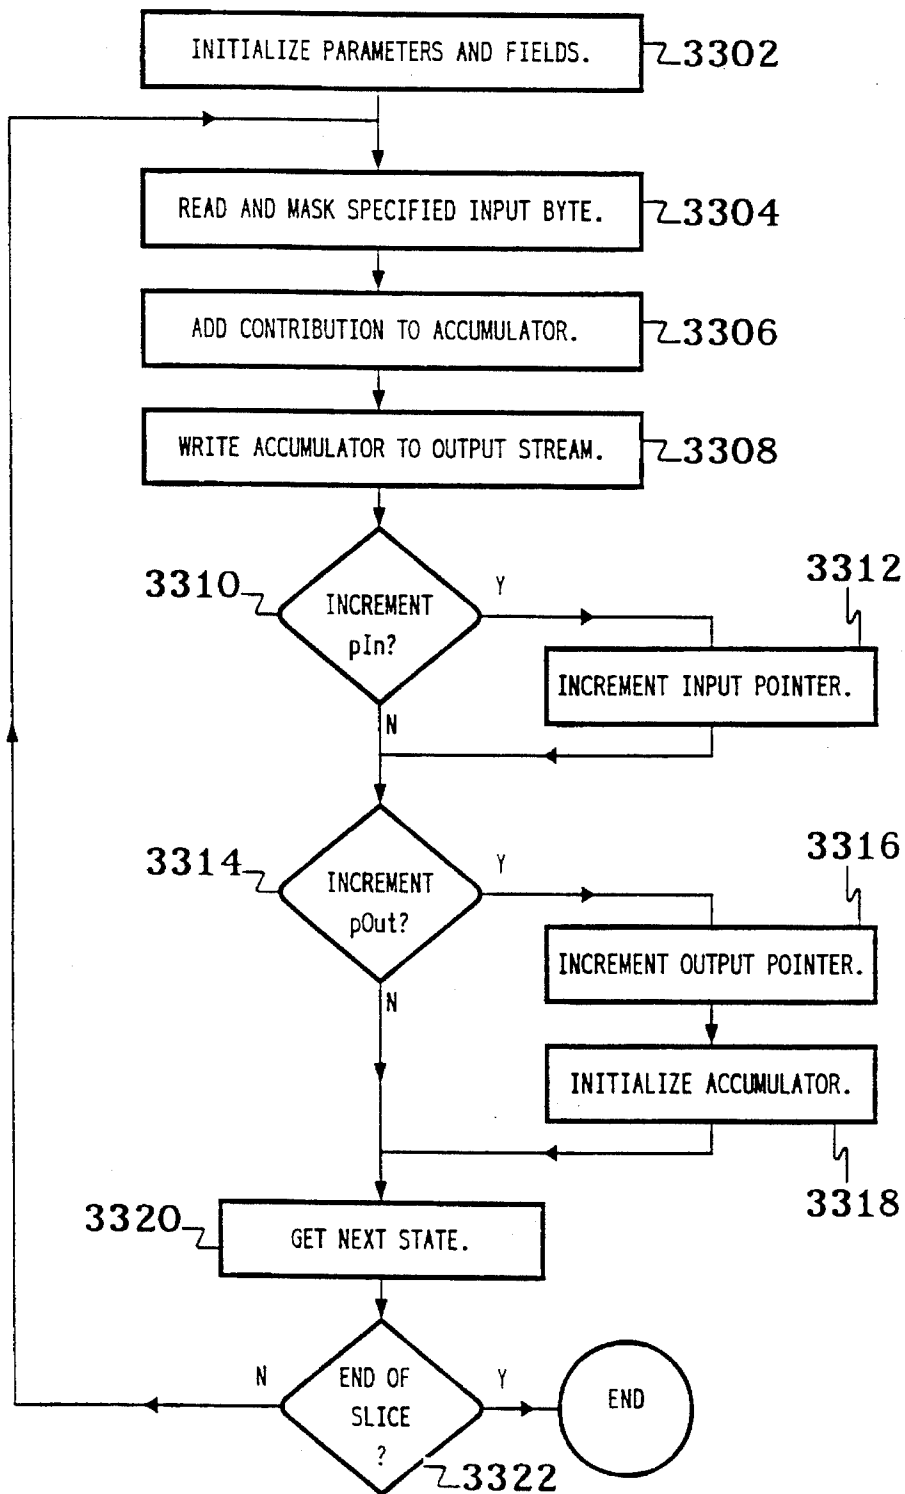 INITIALIZE PARAMETERS AND FIELDS.
3302
READ AND MASK SPECIFIED INPUT BYTE.
3304
ADD CONTRIBUTION TO ACCUMULATOR.
3306
WRITE ACCUMULATOR TO OUTPUT STREAM.
3308
3310
INCREMENT
pIn?
Y
N
3312
INCREMENT INPUT POINTER.
3314
INCREMENT
pOut?
Y
N
3316
INCREMENT OUTPUT POINTER.
INITIALIZE ACCUMULATOR.
3318
3320
GET NEXT STATE.
N
END OF
SLICE
?
Y
END
3322